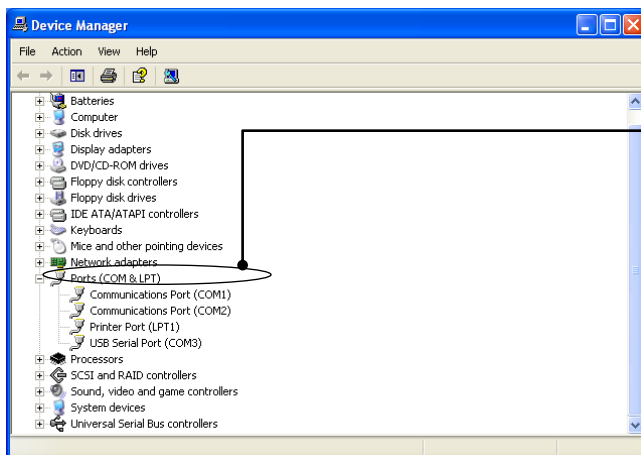 Device Manager
File Action View Help
Batteries
Computer
Disk drives
Display adapters
DVD/CD-ROM drives
Floppy disk controllers
Floppy disk drives
IDE ATA/ATAPI controllers
Keyboards
Mice and other pointing devices
Network adapters
Ports (COM & LPT)
Communications Port (COM1)
Communications Port (COM2)
Printer Port (LPT1)
USB Serial Port (COM3)
Processors
SCSI and RAID controllers
Sound, video and game controllers
System devices
Universal Serial Bus controllers